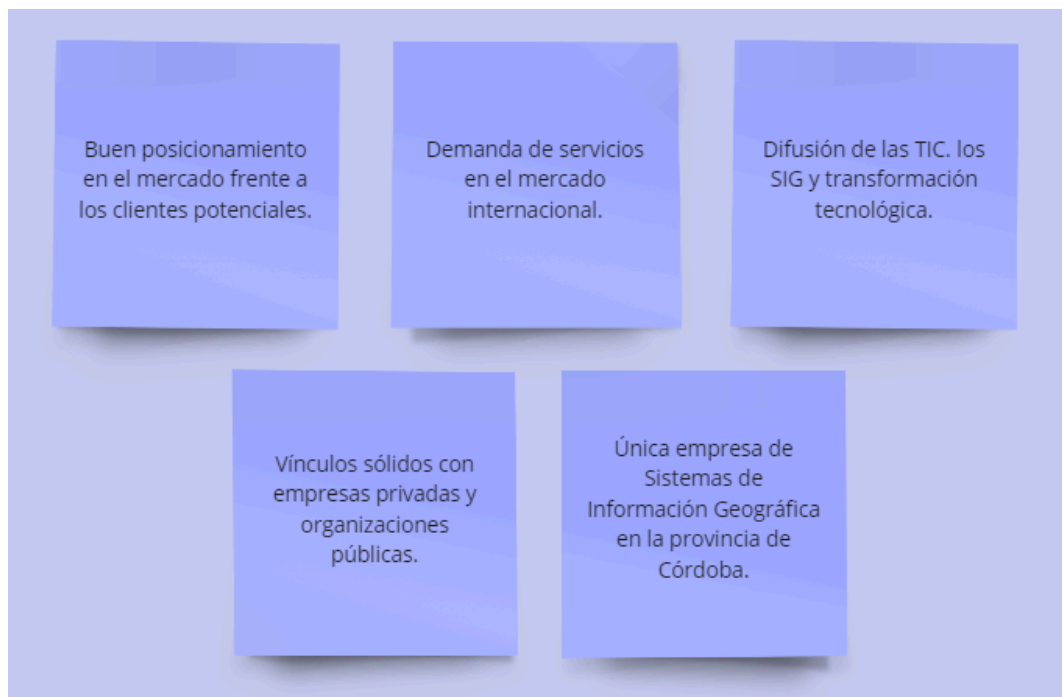 Buen posicionamiento
en el mercado frente a
los clientes potenciales.
Demanda de servicios
en el mercado
internacional.
Difusión de las TIC. los
SIG y transformación
tecnológica.
Vínculos sólidos con
empresas privadas y
organizaciones
públicas.
Única empresa de
Sistemas de
Información Geográfica
en la provincia de
Córdoba.